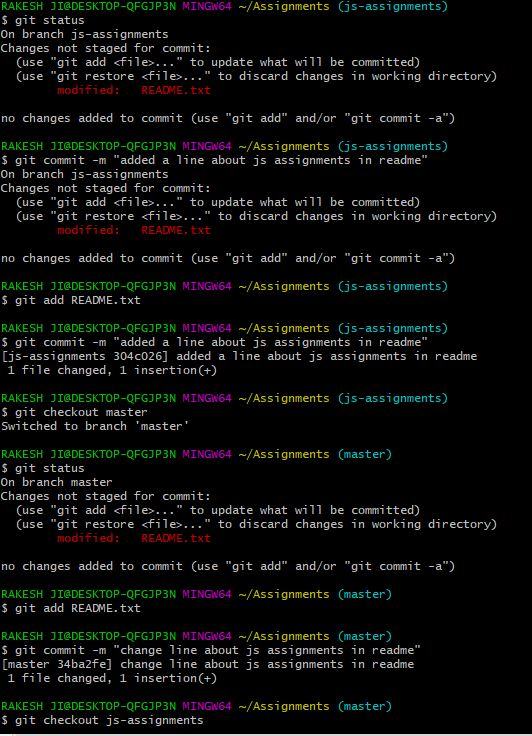 RAKESH JI@DESKTOP-QFGJP3N MINGW64 ~/Assignments (js-assignments)
$ git status
On branch js-assignments
Changes not staged for commit:
  (use "git add <file>..." to update what will be committed)
  (use "git restore <file>..." to discard changes in working directory)
        modified:   README.txt

no changes added to commit (use "git add" and/or "git commit -a")

RAKESH JI@DESKTOP-QFGJP3N MINGW64 ~/Assignments (js-assignments)
$ git commit -m "added a line about js assignments in readme"
On branch js-assignments
Changes not staged for commit:
  (use "git add <file>..." to update what will be committed)
  (use "git restore <file>..." to discard changes in working directory)
        modified:   README.txt

no changes added to commit (use "git add" and/or "git commit -a")

RAKESH JI@DESKTOP-QFGJP3N MINGW64 ~/Assignments (js-assignments)
$ git add README.txt

RAKESH JI@DESKTOP-QFGJP3N MINGW64 ~/Assignments (js-assignments)
$ git commit -m "added a line about js assignments in readme"
[js-assignments 304c026] added a line about js assignments in readme
 1 file changed, 1 insertion(+)

RAKESH JI@DESKTOP-QFGJP3N MINGW64 ~/Assignments (js-assignments)
$ git checkout master
Switched to branch 'master'

RAKESH JI@DESKTOP-QFGJP3N MINGW64 ~/Assignments (master)
$ git status
On branch master
Changes not staged for commit:
  (use "git add <file>..." to update what will be committed)
  (use "git restore <file>..." to discard changes in working directory)
        modified:   README.txt

no changes added to commit (use "git add" and/or "git commit -a")

RAKESH JI@DESKTOP-QFGJP3N MINGW64 ~/Assignments (master)
$ git add README.txt

RAKESH JI@DESKTOP-QFGJP3N MINGW64 ~/Assignments (master)
$ git commit -m "change line about js assignments in readme"
[master 34ba2fe] change line about js assignments in readme
 1 file changed, 1 insertion(+)

RAKESH JI@DESKTOP-QFGJP3N MINGW64 ~/Assignments (master)
$ git checkout js-assignments